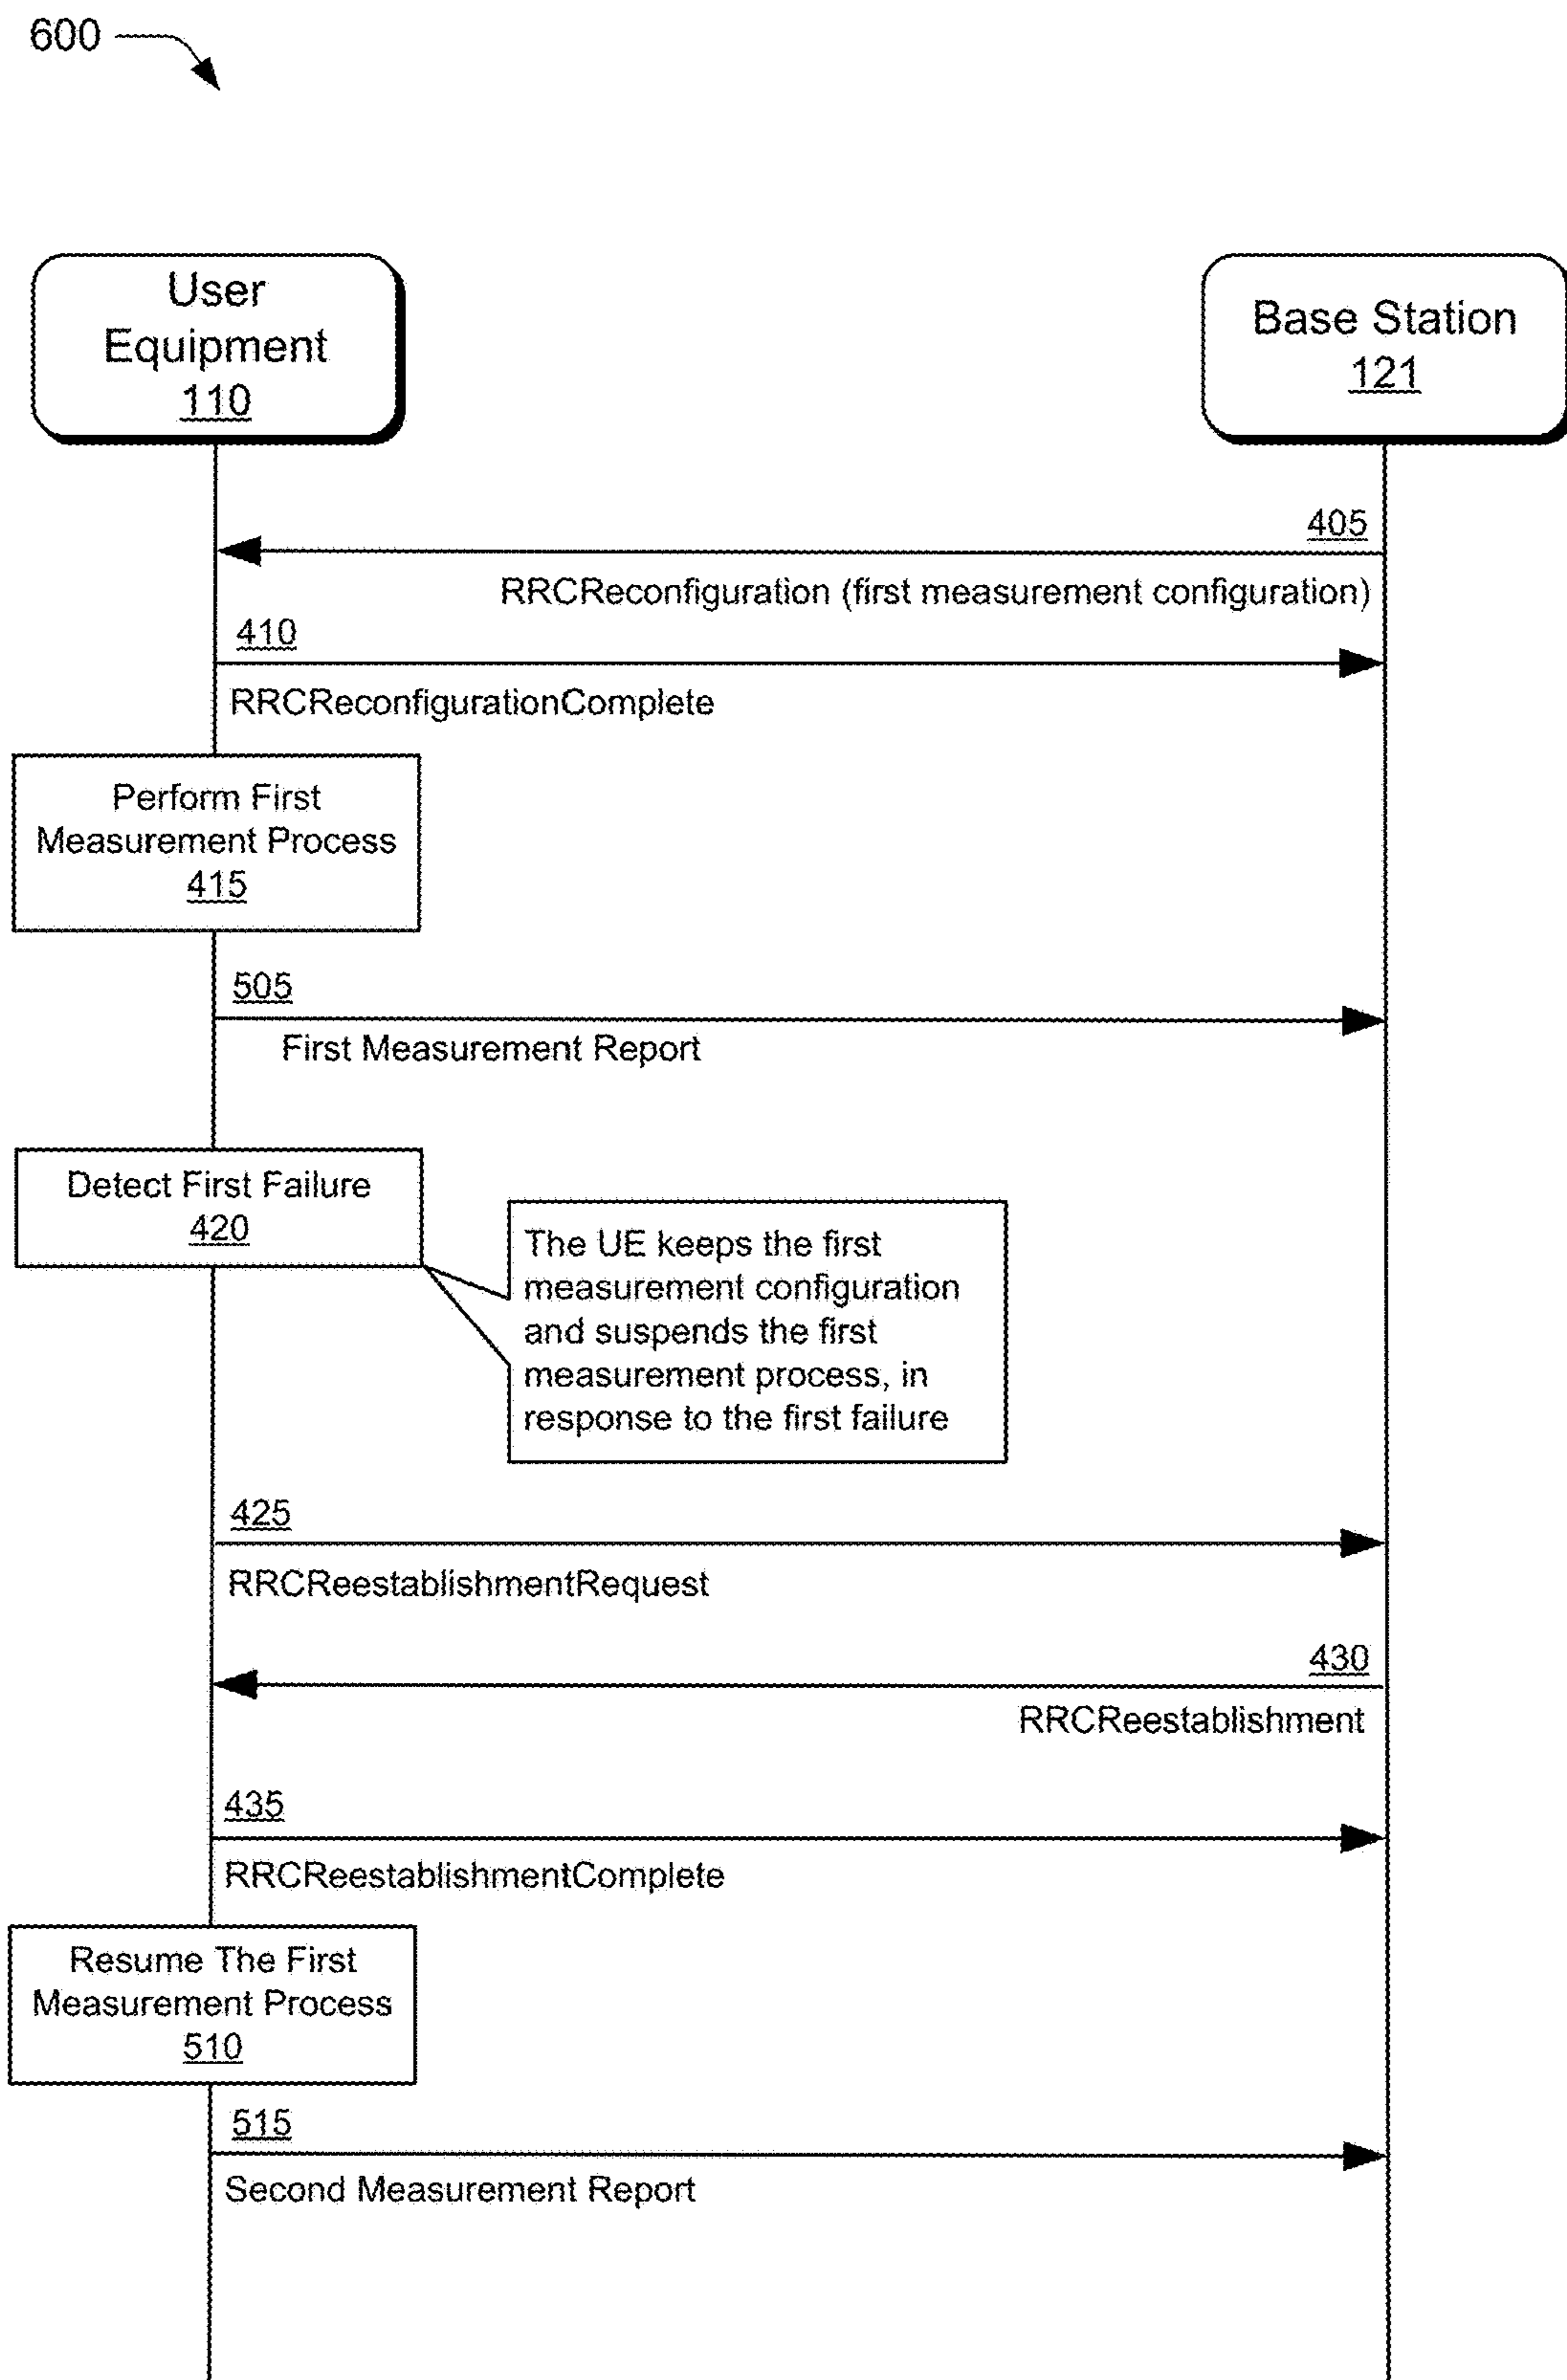 600
User
Equipment
110
Base Station
121
405
RRCReconfiguration (first measurement configuration)
410
RRCReconfigurationComplete
Perform First
Measurement Process
415
505
First Measurement Report
Detect First Failure
420
The UE keeps the first
measurement configuration
and suspends the first
measurement process, in
response to the first failure
425
RRCReestablishmentRequest
430
RRCReestablishment
435
RRCReestablishmentComplete
Resume The First
Measurement Process
510
515
Second Measurement Report